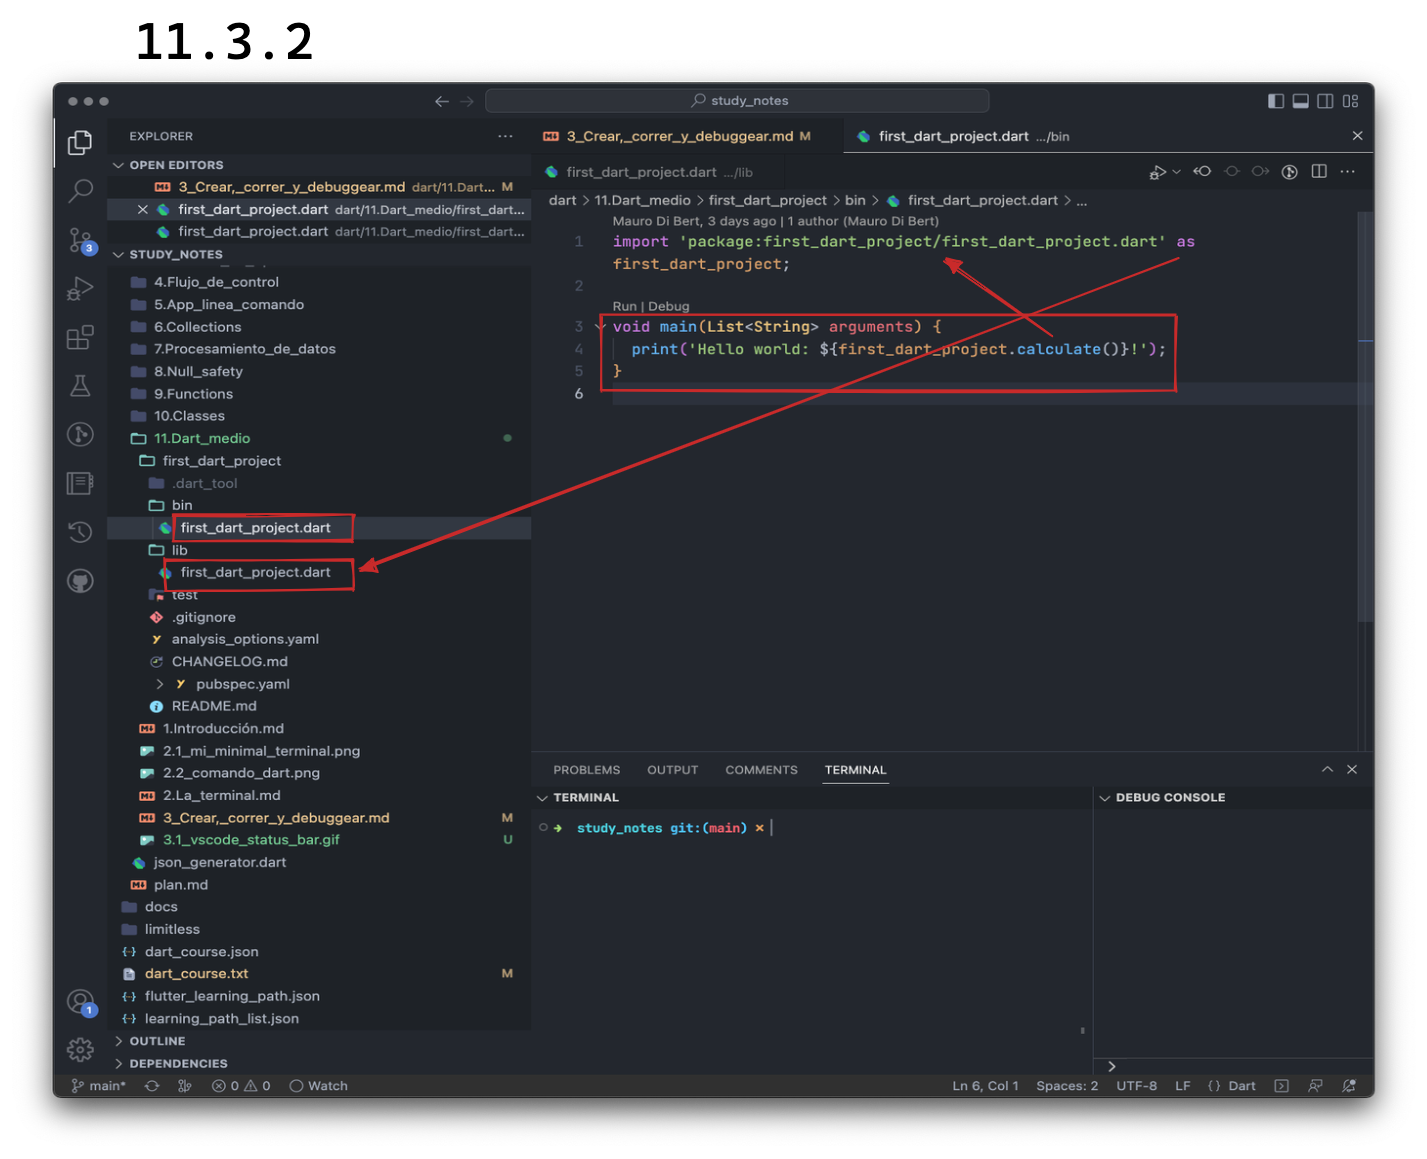 11.3.2
study_notes
EXPLORER
OPEN EDITORS
3_Crear,_correr_y_debuggear.md dart/11.Dart... M
first_dart_project.dart dart/11.Dart_medio/first_dart...
first_dart_project.dart dart/11.Dart_medio/first_dart...
STUDY_NOTES
4.Flujo_de_control
5.App_linea_comando
6.Collections
7.Procesamiento_de_datos
8.Null_safety
9.Functions
10.Classes
11.Dart_medio
first_dart_project
.dart_tool
bin
first_dart_project.dart
lib
first_dart_project.dart
test
.gitignore
analysis_options.yaml
CHANGELOG.md
pubspec.yaml
README.md
1.Introducción.md
2.1_mi_minimal_terminal.png
2.2_comando_dart.png
2.La_terminal.md
3_Crear,_correr_y_debuggear.md M
3.1_vscode_status_bar.gif U
json_generator.dart
plan.md
docs
limitless
dart_course.json
dart_course.txt M
flutter_learning_path.json
learning_path_list.json
OUTLINE
DEPENDENCIES
3
1
3_Crear,_correr_y_debuggear.md M
first_dart_project.dart .../bin
first_dart_project.dart .../lib
dart > 11.Dart_medio > first_dart_project > bin > first_dart_project.dart > ...
Mauro Di Bert, 3 days ago | 1 author (Mauro Di Bert)
1 import 'package:first_dart_project/first_dart_project.dart' as
first_dart_project;
2
Run | Debug
3 void main(List<String> arguments) {
4 print('Hello world: ${first_dart_project.calculate()}!');
5 }
6
PROBLEMS OUTPUT COMMENTS TERMINAL
TERMINAL
study_notes git:(main) ×
DEBUG CONSOLE
>
main* 0 0 Watch Ln 6, Col 1 Spaces: 2 UTF-8 LF {} Dart